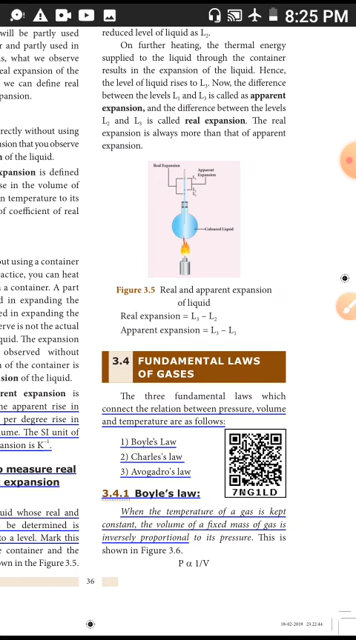 8:25 PM
will be partly used
r and partly used in
s, what we observe
eal expansion of the
we can define real
pansion.
rectly without using
nsion that you observe
n of the liquid.
xpansion is defined
se in the volume of
n temperature to its
of coefficient of real
out using a container
ractice, you can heat
a container. A part
d in expanding the
ed in expanding the
erve is not the actual
quid. The expansion
observed without
n of the container is
sion of the liquid.
rent expansion is
he apparent rise in
per degree rise in
ume. The SI unit of
ansion is K⁻¹.
o measure real
expansion
uid whose real and
be determined is
to a level. Mark this
e container and the
own in the Figure 3.5.
reduced level of liquid as L₂.
On further heating, the thermal energy
supplied to the liquid through the container
results in the expansion of the liquid. Hence,
the level of liquid rises to L₃. Now, the difference
between the levels L₁ and L₃ is called as apparent
expansion, and the difference between the levels
L₂ and L₃ is called real expansion. The real
expansion is always more than that of apparent
expansion.
Real Expansion
Apparent
Expansion
L₃
L₁
L₂
Coloured Liquid
Figure 3.5 Real and apparent expansion
of liquid
Real expansion = L₃ – L₂
Apparent expansion = L₃ – L₁
3.4 FUNDAMENTAL LAWS
OF GASES
The three fundamental laws which
connect the relation between pressure, volume
and temperature are as follows:
1) Boyle's Law
2) Charles's law
3) Avogadro's law
7NG1LD
3.4.1 Boyle's law:
When the temperature of a gas is kept
constant, the volume of a fixed mass of gas is
inversely proportional to its pressure. This is
shown in Figure 3.6.
P α 1/V
36
19-02-2019 23:22:44